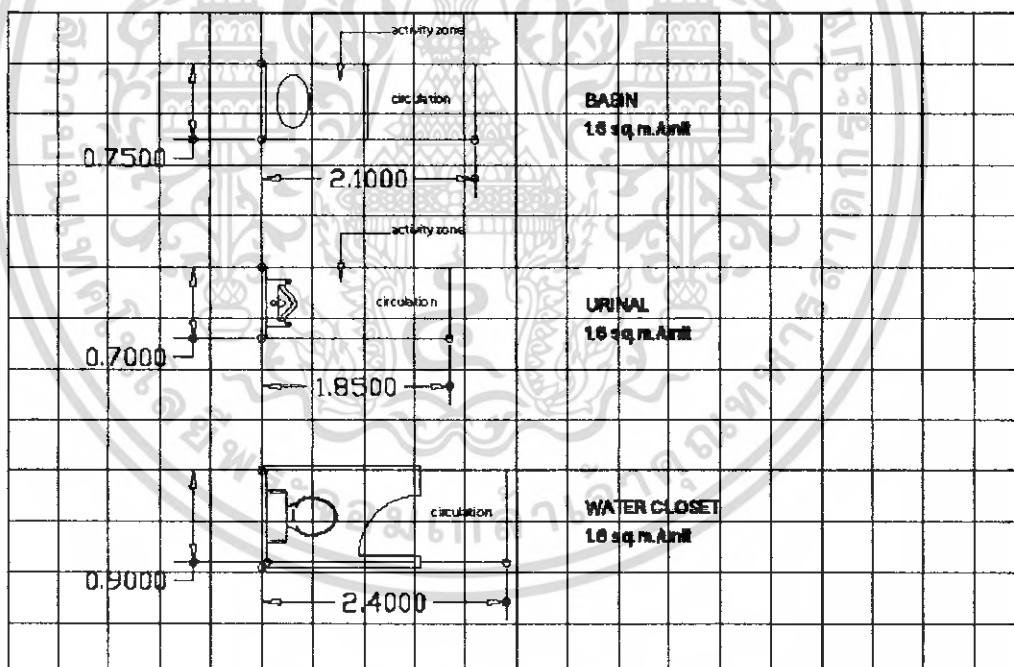 activity zone
circulation
BASIN
1.6 sq.m./unit
0.7500
2.1000
activity zone
circulation
URINAL
1.6 sq.m./unit
0.7000
1.8500
circulation
WATER CLOSET
1.6 sq.m./unit
0.9000
2.4000